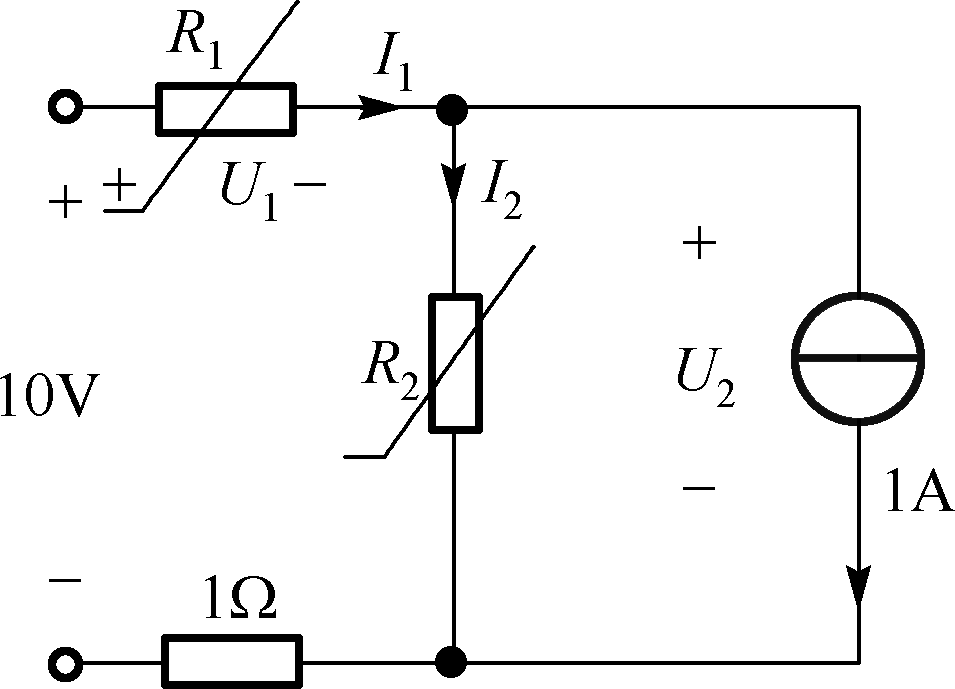 R₁
I₁
+ ± U₁ −
I₂
+
R₂
U₂
10V
−
1A
−
1Ω